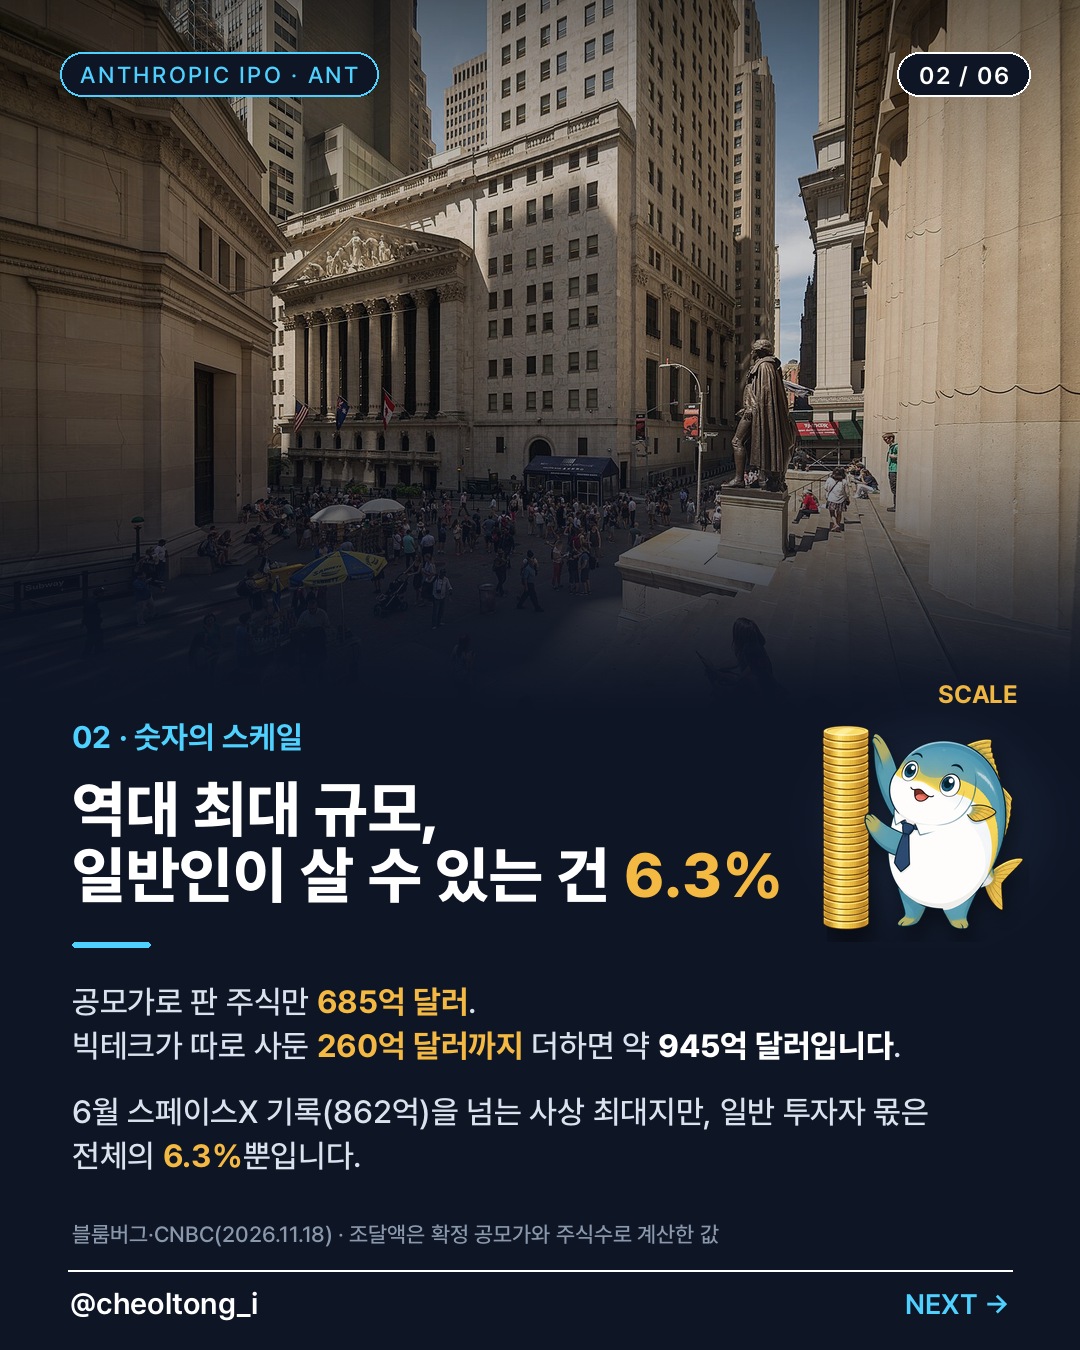 ANTHROPIC IPO · ANT
02 / 06
SCALE
02 · 숫자의 스케일
역대 최대 규모,
일반인이 살 수 있는 건 6.3%
공모가로 판 주식만 685억 달러.
빅테크가 따로 사둔 260억 달러까지 더하면 약 945억 달러입니다.
6월 스페이스X 기록(862억)을 넘는 사상 최대지만, 일반 투자자 몫은
전체의 6.3%뿐입니다.
블룸버그·CNBC(2026.11.18) · 조달액은 확정 공모가와 주식수로 계산한 값
@cheoltong_i
NEXT →